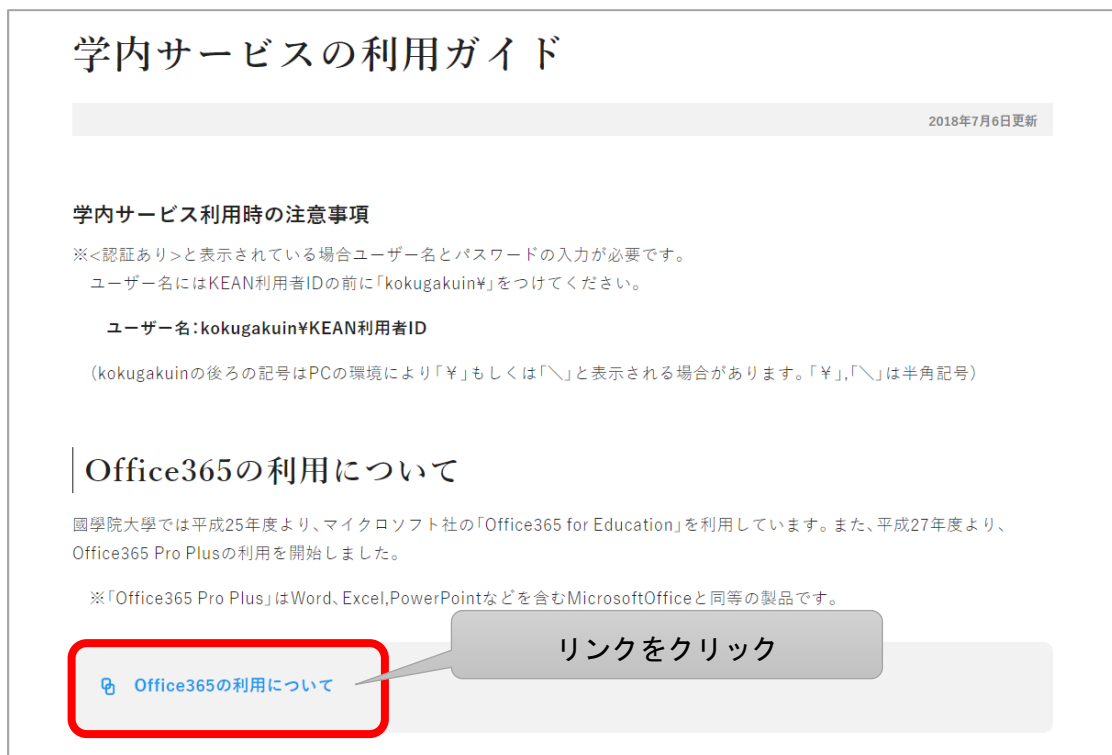 学内サービスの利用ガイド
2018年7月6日更新
学内サービス利用時の注意事項
※<認証あり>と表示されている場合ユーザー名とパスワードの入力が必要です。
ユーザー名にはKEAN利用者IDの前に「kokugakuin¥」をつけてください。
ユーザー名：kokugakuin¥KEAN利用者ID
（kokugakuinの後ろの記号はPCの環境により「￥」もしくは「＼」と表示される場合があります。「￥」,「＼」は半角記号）
Office365の利用について
國學院大學では平成25年度より、マイクロソフト社の「Office365 for Education」を利用しています。また、平成27年度より、
Office365 Pro Plusの利用を開始しました。
※「Office365 Pro Plus」はWord、Excel,PowerPointなどを含むMicrosoftOfficeと同等の製品です。
リンクをクリック
Office365の利用について